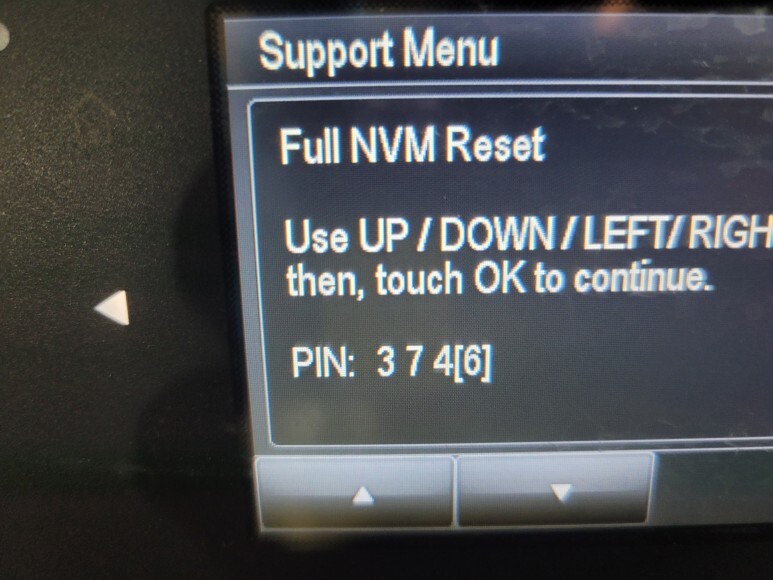 Support Menu
Full NVM Reset
Use UP / DOWN / LEFT/ RIGH
then, touch OK to continue.
PIN: 3 7 4[6]